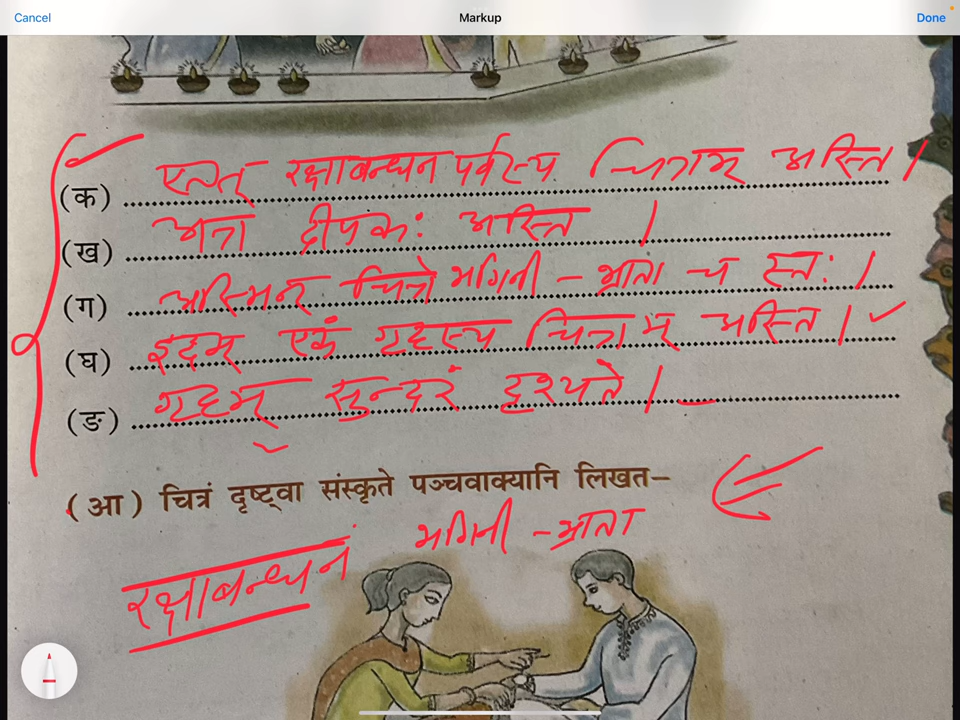 Cancel Markup Done
(क) एतत् रक्षाबन्धन पर्वस्य चित्रम् अस्ति।
(ख) अत्र दीपकः अस्ति।
(ग) अस्मिन् चित्रे भगिनी - भ्राता च स्तः।
(घ) इदम् एकं गृहस्य चित्रम् अस्ति।
(ङ) गृहम् सुन्दरं दृश्यते।
(आ) चित्रं दृष्ट्वा संस्कृते पञ्चवाक्यानि लिखत–
भगिनी - भ्राता
रक्षाबन्धनं